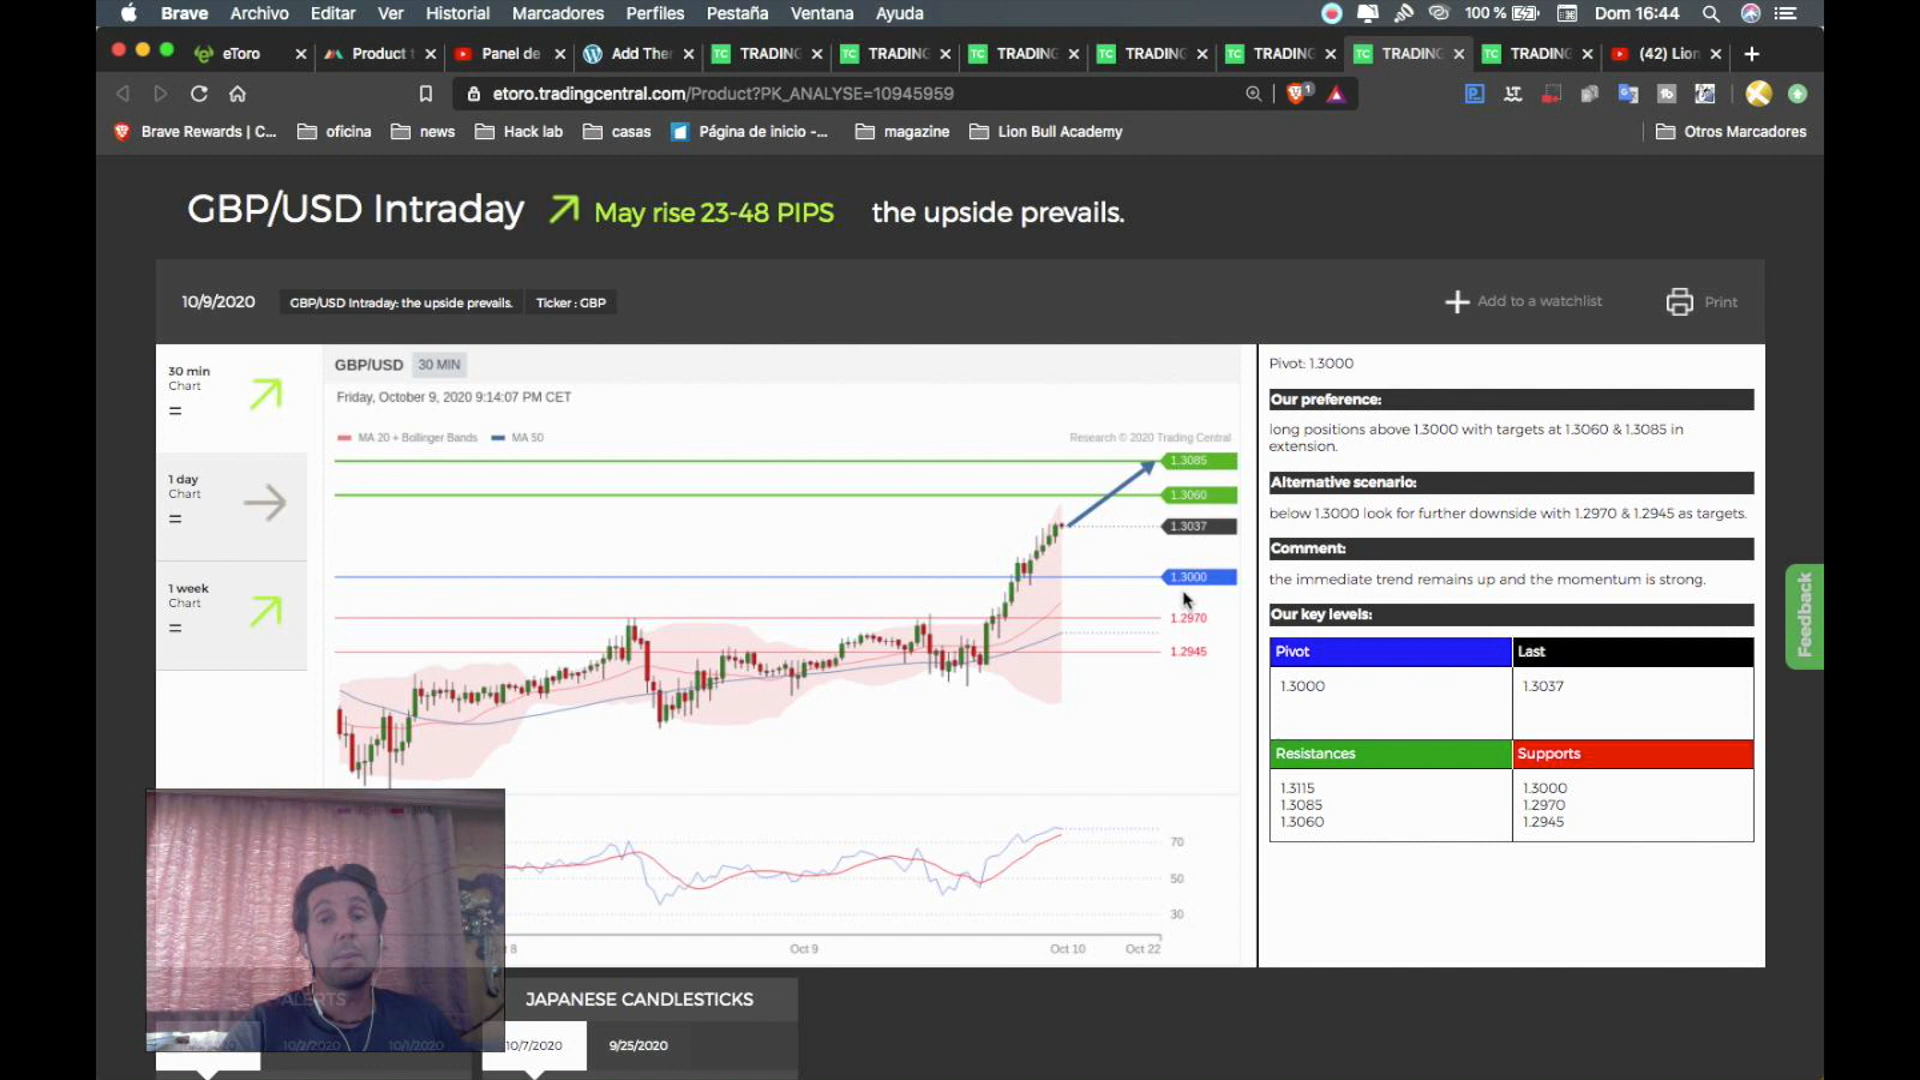 Brave Archivo Editar Ver Historial Marcadores Perfiles Pestaña Ventana Ayuda 100 % Dom 16:44
eToro Product t Panel de Add Ther TRADING TRADING TRADING TRADING TRADING TRADING TRADING (42) Lion
etoro.tradingcentral.com/Product?PK_ANALYSE=10945959
Brave Rewards | C... oficina news Hack lab casas Página de inicio -... magazine Lion Bull Academy Otros Marcadores
GBP/USD Intraday May rise 23-48 PIPS the upside prevails.
10/9/2020 GBP/USD Intraday: the upside prevails. Ticker : GBP Add to a watchlist Print
30 min
Chart
=
1 day
Chart
=
1 week
Chart
=
GBP/USD 30 MIN
Friday, October 9, 2020 9:14:07 PM CET
MA 20 + Bollinger Bands MA 50 Research © 2020 Trading Central
1.3085
1.3060
1.3037
1.3000
1.2970
1.2945
70
50
30
8 Oct 9 Oct 10 Oct 22
Pivot: 1.3000
Our preference:
long positions above 1.3000 with targets at 1.3060 & 1.3085 in
extension.
Alternative scenario:
below 1.3000 look for further downside with 1.2970 & 1.2945 as targets.
Comment:
the immediate trend remains up and the momentum is strong.
Our key levels:
Pivot Last
1.3000 1.3037
Resistances Supports
1.3115 1.3000
1.3085 1.2970
1.3060 1.2945
Feedback
ALERTS JAPANESE CANDLESTICKS
10/2/2020 10/1/2020 10/7/2020 9/25/2020